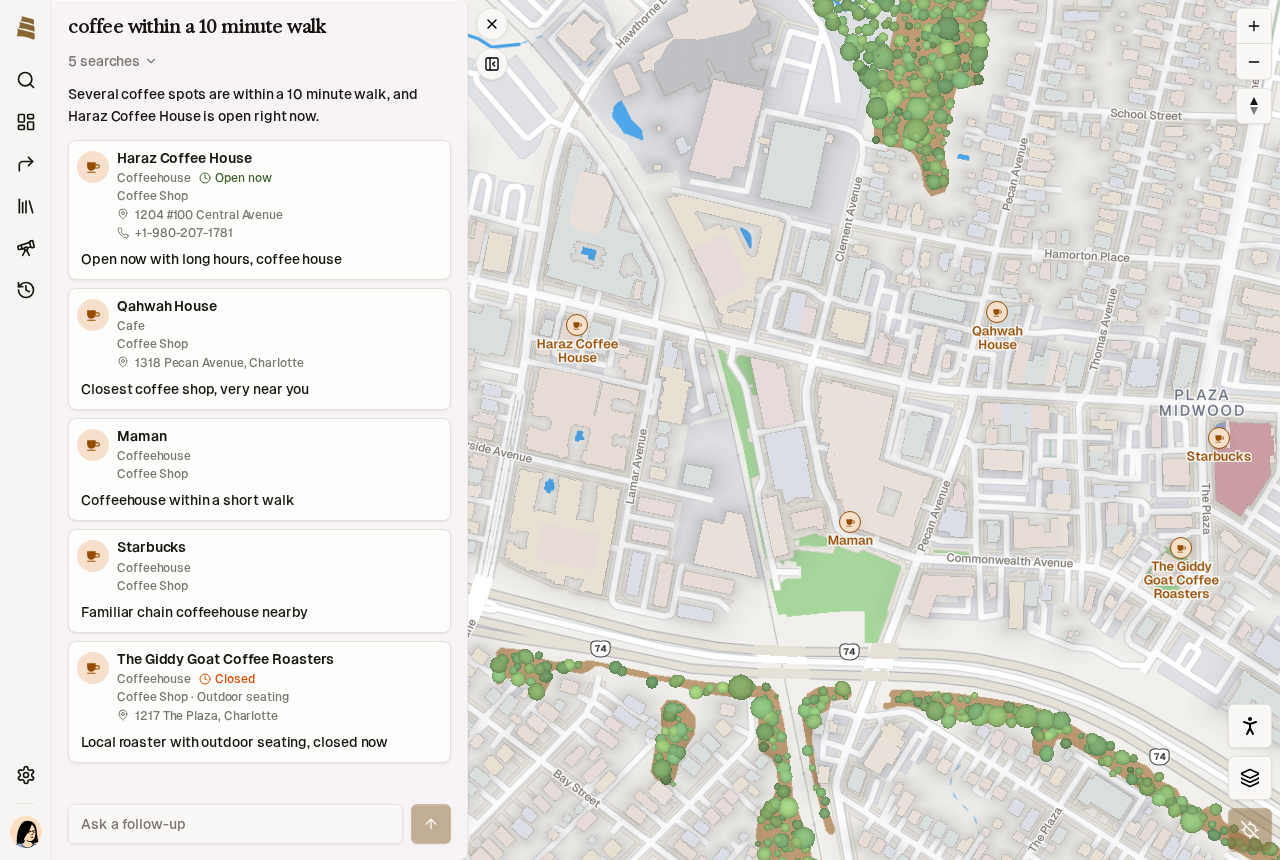 coffee within a 10 minute walk
5 searches
Several coffee spots are within a 10 minute walk, and
Haraz Coffee House is open right now.
Haraz Coffee House
Coffeehouse Open now
Coffee Shop
1204 #100 Central Avenue
+1-980-207-1781
Open now with long hours, coffee house
Qahwah House
Cafe
Coffee Shop
1318 Pecan Avenue, Charlotte
Closest coffee shop, very near you
Maman
Coffeehouse
Coffee Shop
Coffeehouse within a short walk
Starbucks
Coffeehouse
Coffee Shop
Familiar chain coffeehouse nearby
The Giddy Goat Coffee Roasters
Coffeehouse Closed
Coffee Shop · Outdoor seating
1217 The Plaza, Charlotte
Local roaster with outdoor seating, closed now
Ask a follow-up
Hawthorne L
School Street
Pecan Avenue
Clement Avenue
Hamorton Place
Thomas Avenue
Haraz Coffee
House
Qahwah
House
PLAZA
MIDWOOD
Starbucks
yside Avenue
Lamar Avenue
Pecan Avenue
The Plaza
Maman
Commonwealth Avenue
The Giddy
Goat Coffee
Roasters
ne
74
74
74
Bay Street
The Plaza